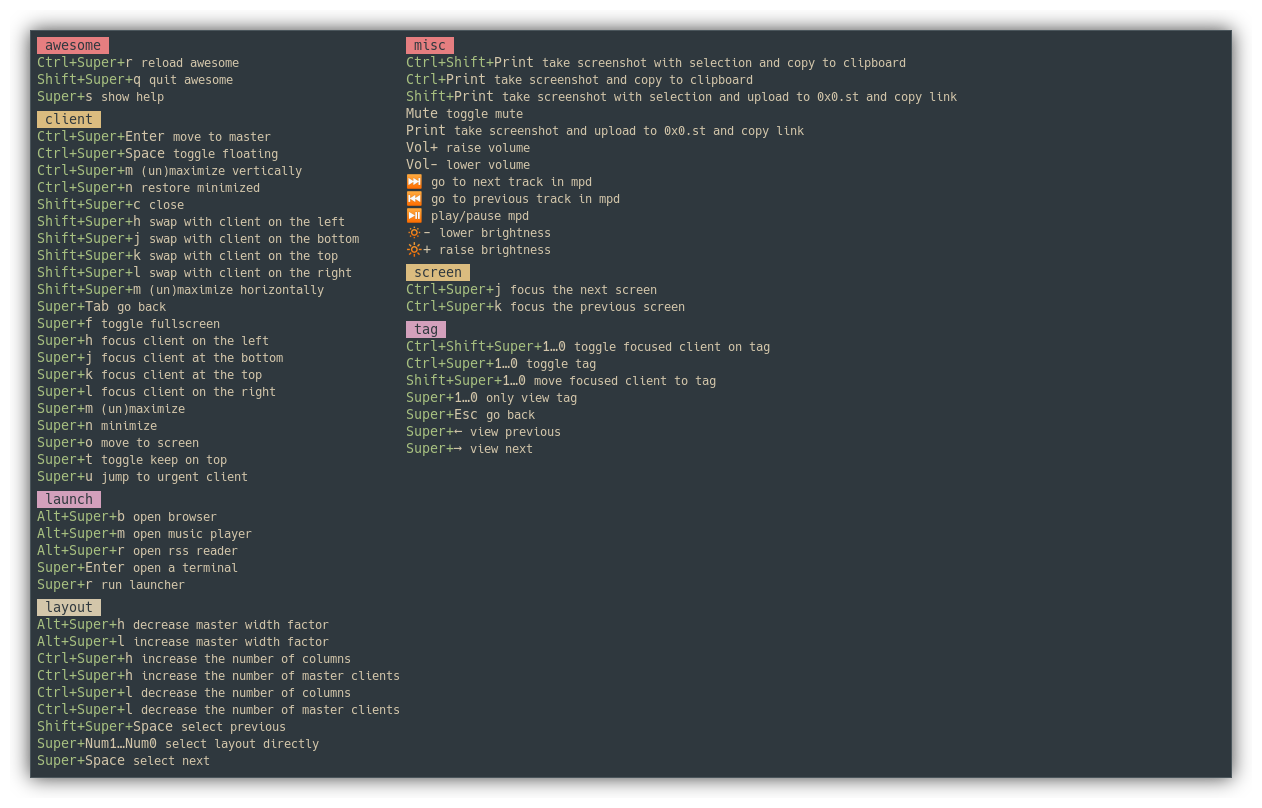 awesome
Ctrl+Super+r reload awesome
Shift+Super+q quit awesome
Super+s show help
client
Ctrl+Super+Enter move to master
Ctrl+Super+Space toggle floating
Ctrl+Super+m (un)maximize vertically
Ctrl+Super+n restore minimized
Shift+Super+c close
Shift+Super+h swap with client on the left
Shift+Super+j swap with client on the bottom
Shift+Super+k swap with client on the top
Shift+Super+l swap with client on the right
Shift+Super+m (un)maximize horizontally
Super+Tab go back
Super+f toggle fullscreen
Super+h focus client on the left
Super+j focus client at the bottom
Super+k focus client at the top
Super+l focus client on the right
Super+m (un)maximize
Super+n minimize
Super+o move to screen
Super+t toggle keep on top
Super+u jump to urgent client
launch
Alt+Super+b open browser
Alt+Super+m open music player
Alt+Super+r open rss reader
Super+Enter open a terminal
Super+r run launcher
layout
Alt+Super+h decrease master width factor
Alt+Super+l increase master width factor
Ctrl+Super+h increase the number of columns
Ctrl+Super+h increase the number of master clients
Ctrl+Super+l decrease the number of columns
Ctrl+Super+l decrease the number of master clients
Shift+Super+Space select previous
Super+Num1…Num0 select layout directly
Super+Space select next
misc
Ctrl+Shift+Print take screenshot with selection and copy to clipboard
Ctrl+Print take screenshot and copy to clipboard
Shift+Print take screenshot with selection and upload to 0x0.st and copy link
Mute toggle mute
Print take screenshot and upload to 0x0.st and copy link
Vol+ raise volume
Vol- lower volume
⏭ go to next track in mpd
⏮ go to previous track in mpd
⏯ play/pause mpd
🔅- lower brightness
🔆+ raise brightness
screen
Ctrl+Super+j focus the next screen
Ctrl+Super+k focus the previous screen
tag
Ctrl+Shift+Super+1…0 toggle focused client on tag
Ctrl+Super+1…0 toggle tag
Shift+Super+1…0 move focused client to tag
Super+1…0 only view tag
Super+Esc go back
Super+← view previous
Super+→ view next